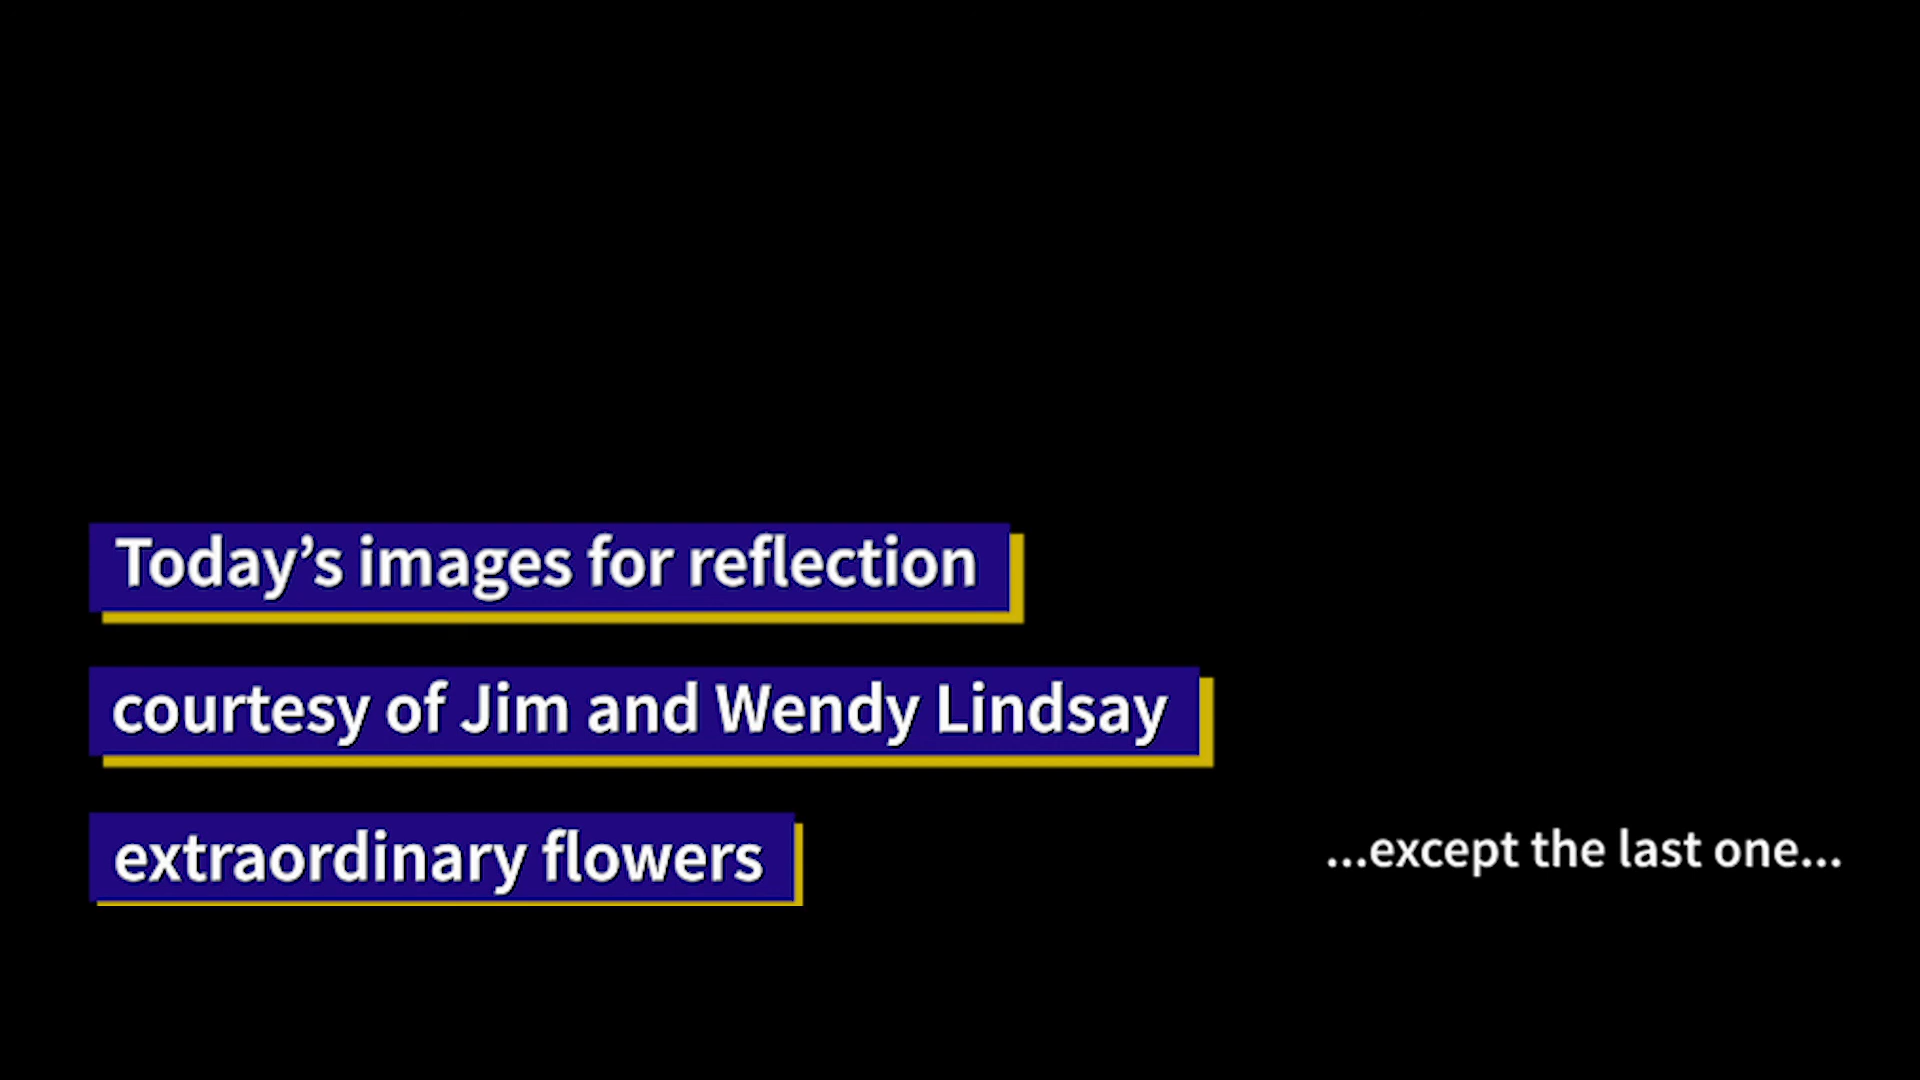 Today’s images for reflection
courtesy of Jim and Wendy Lindsay
extraordinary flowers
...except the last one...